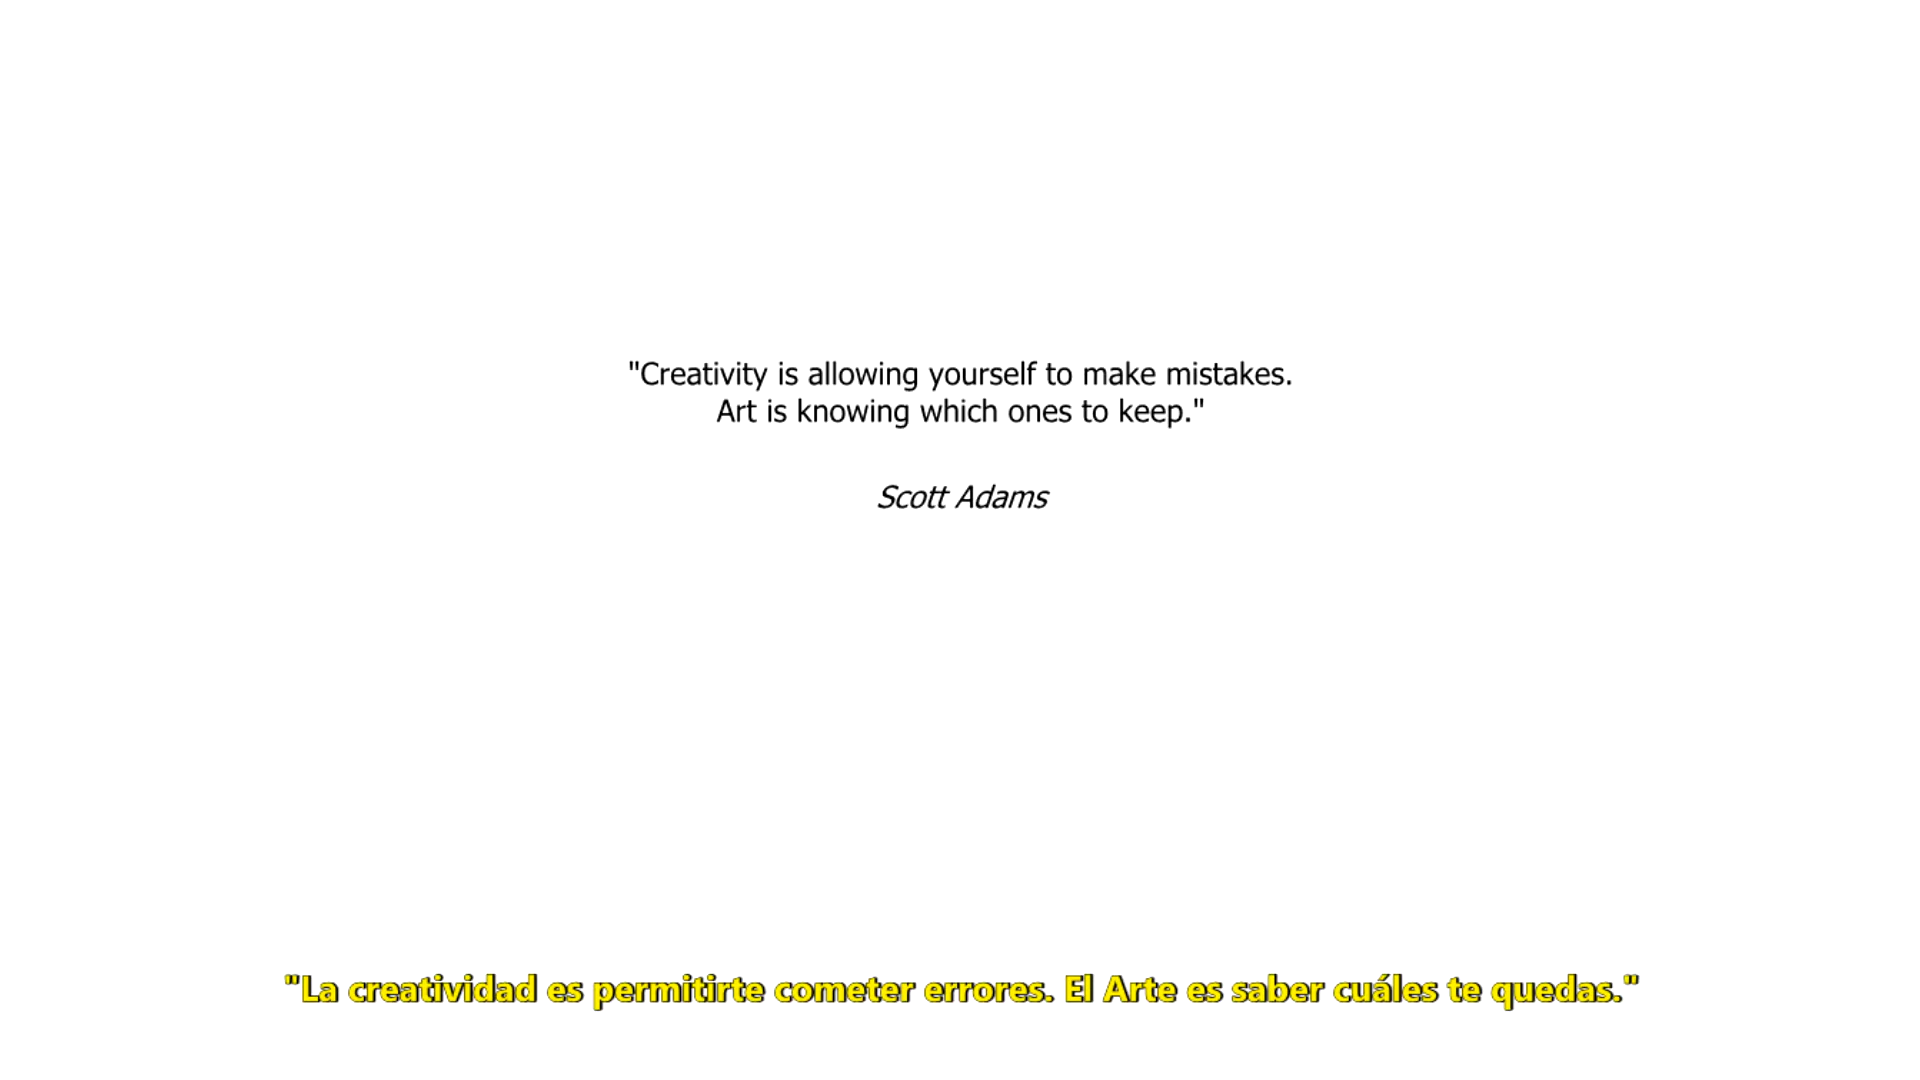 "Creativity is allowing yourself to make mistakes.
Art is knowing which ones to keep."
Scott Adams
"La creatividad es permitirte cometer errores. El Arte es saber cuáles te quedas."